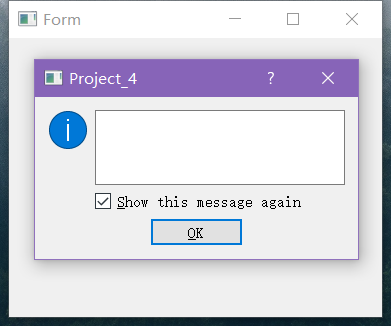 Form
Project_4
?
Show this message again
OK